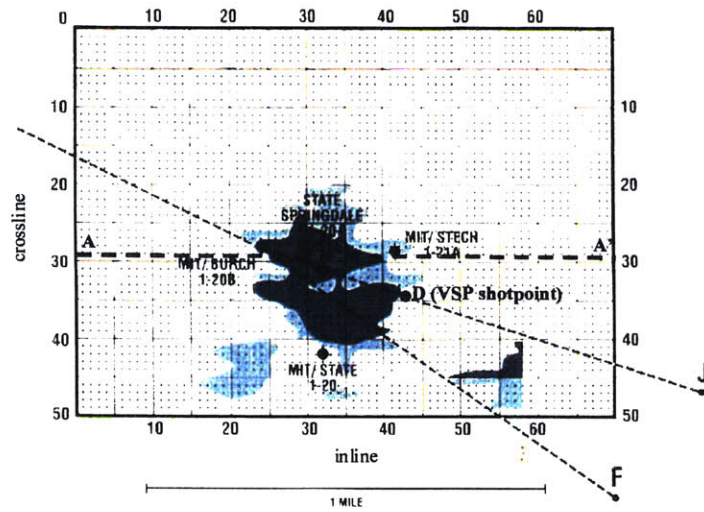 0 10 20 30 40 50 60
10 10
20 20
STATE
SPRINGDALE
A A'
MIT/ STECH
1-21A
30 30
MIT/ BURCH
1-20B
D (VSP shotpoint)
40 40
MIT/ STATE
1-20
J
50 50
10 20 30 40 50 60
crossline
inline
F
1 MILE